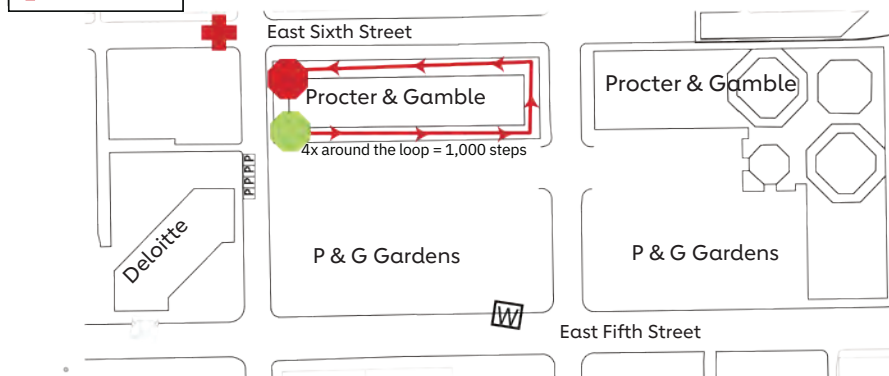 East Sixth Street
Procter & Gamble
Procter & Gamble
4x around the loop = 1,000 steps
P
P
P
P
Deloitte
P & G Gardens
P & G Gardens
W
East Fifth Street